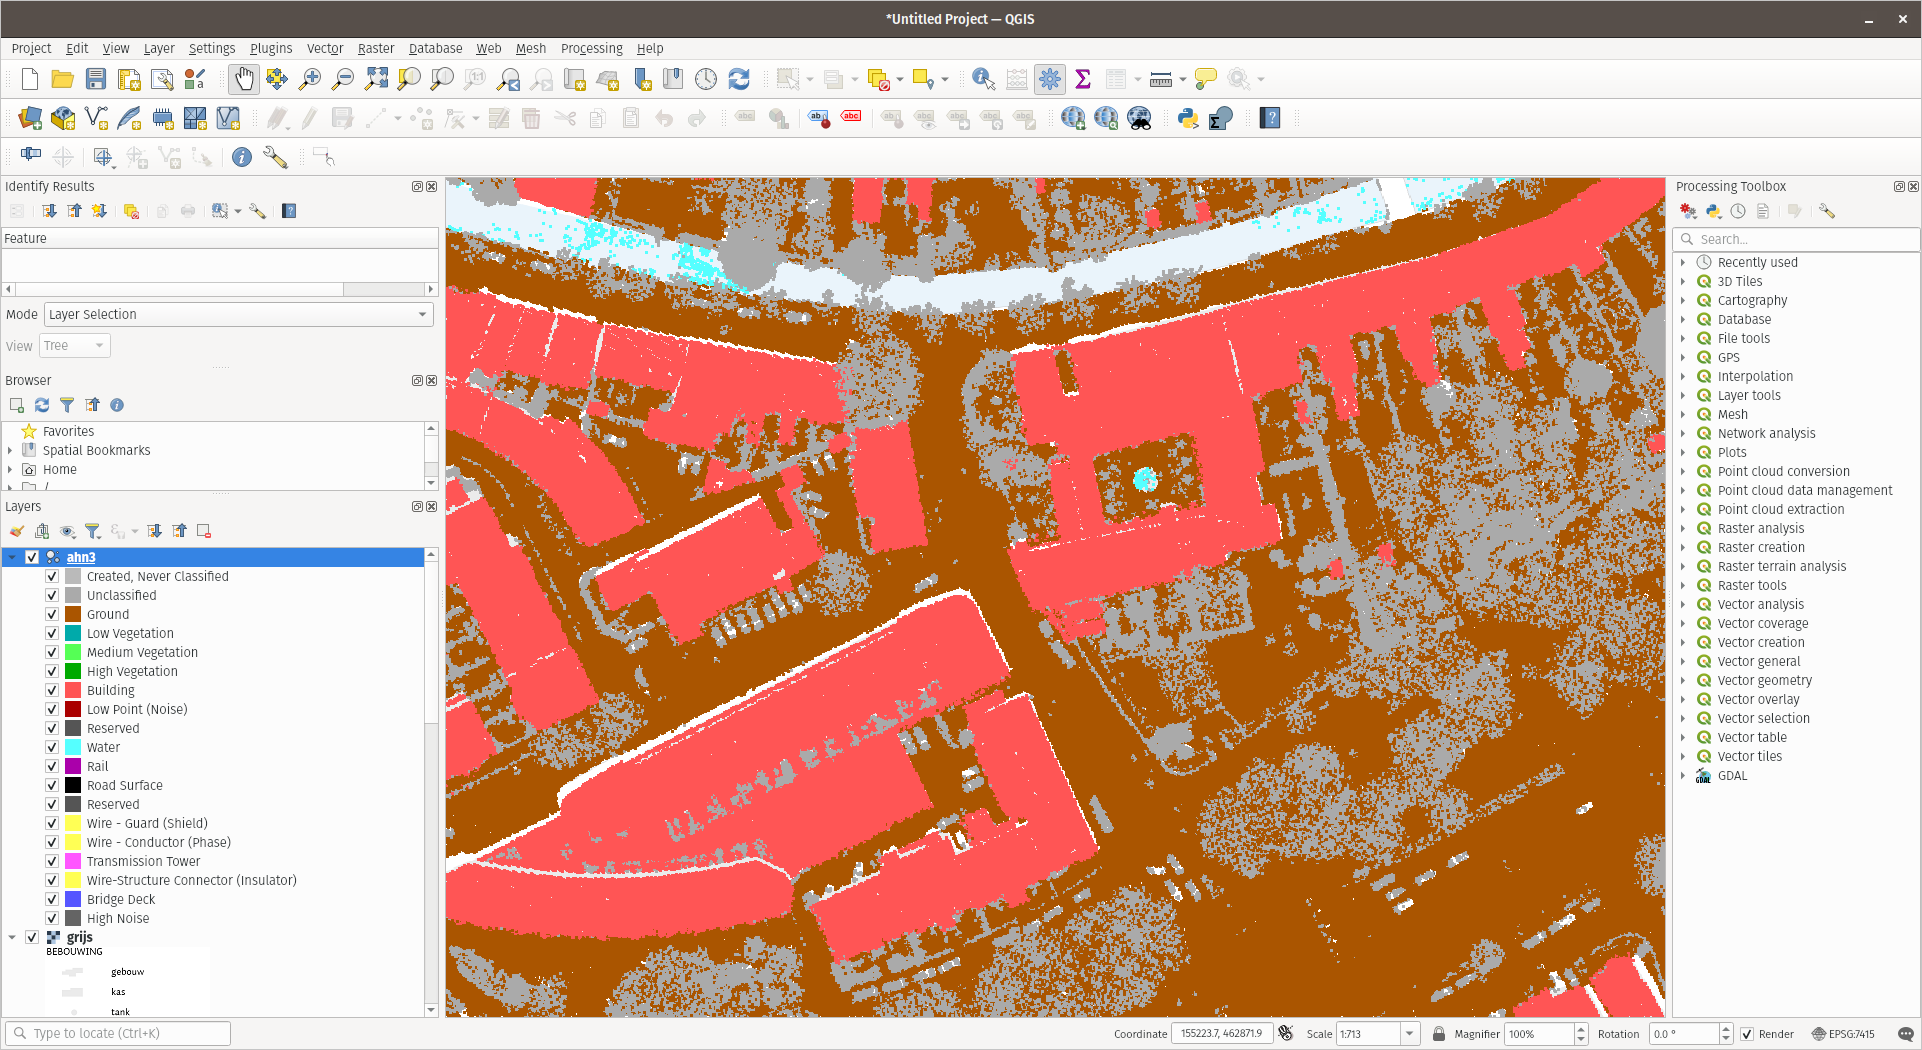 *Untitled Project — QGIS
Project Edit View Layer Settings Plugins Vector Raster Database Web Mesh Processing Help
Identify Results
Feature
Mode Layer Selection
View Tree
Browser
Favorites
Spatial Bookmarks
Home
/
Layers
ahn3
Created, Never Classified
Unclassified
Ground
Low Vegetation
Medium Vegetation
High Vegetation
Building
Low Point (Noise)
Reserved
Water
Rail
Road Surface
Reserved
Wire - Guard (Shield)
Wire - Conductor (Phase)
Transmission Tower
Wire-Structure Connector (Insulator)
Bridge Deck
High Noise
grijs
BEBOUWING
gebouw
kas
tank
Processing Toolbox
Search...
Recently used
3D Tiles
Cartography
Database
File tools
GPS
Interpolation
Layer tools
Mesh
Network analysis
Plots
Point cloud conversion
Point cloud data management
Point cloud extraction
Raster analysis
Raster creation
Raster terrain analysis
Raster tools
Vector analysis
Vector coverage
Vector creation
Vector general
Vector geometry
Vector overlay
Vector selection
Vector table
Vector tiles
GDAL
Type to locate (Ctrl+K)
Coordinate 155223.7, 462871.9 Scale 1:713 Magnifier 100% Rotation 0.0 ° Render EPSG:7415